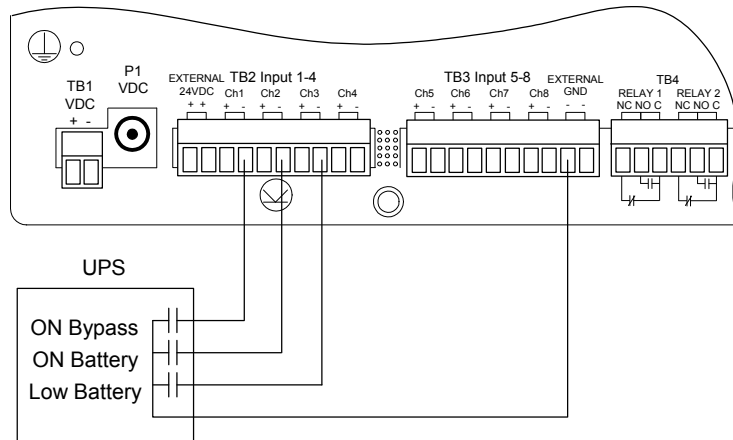 P1
VDC
TB1
VDC
+ -
EXTERNAL
24VDC
+ +
TB2 Input 1-4
Ch1 Ch2 Ch3 Ch4
+ - + - + - + -
TB3 Input 5-8
Ch5 Ch6 Ch7 Ch8
+ - + - + - + -
EXTERNAL
GND
- -
TB4
RELAY 1 RELAY 2
NC NO C NC NO C
UPS
ON Bypass
ON Battery
Low Battery